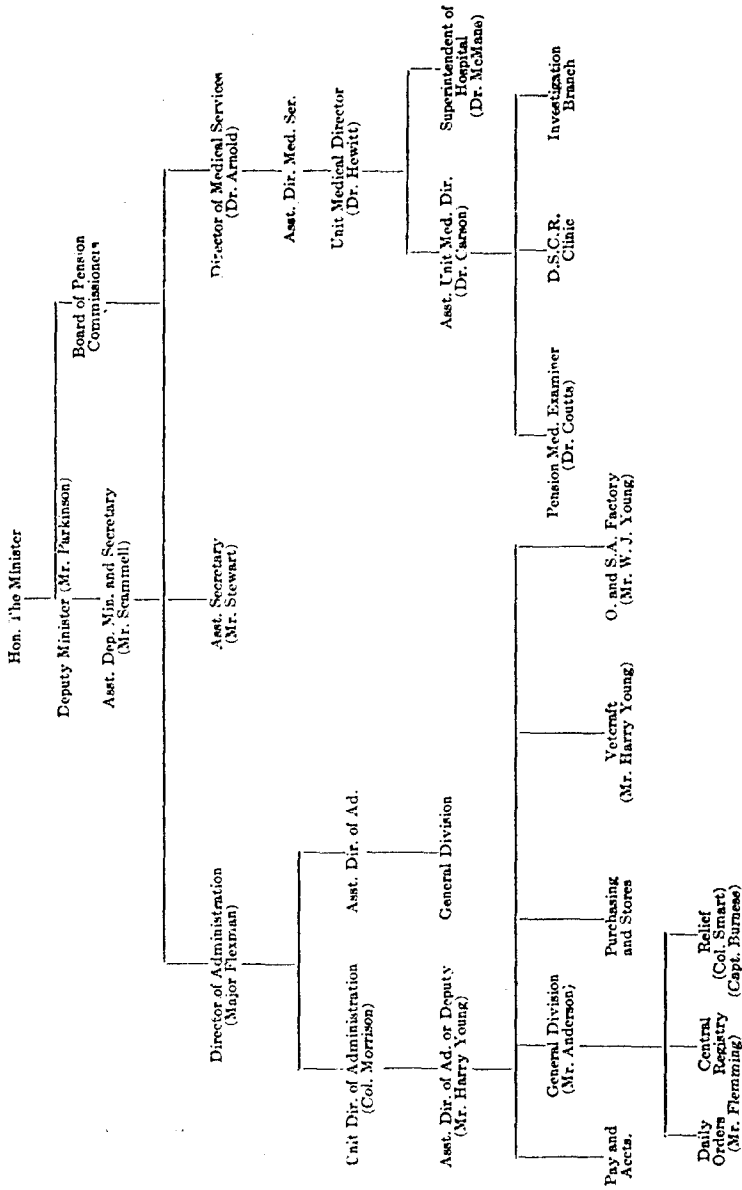 Hon. The Minister
Deputy Minister (Mr. Parkinson)
Board of Pension
Commissioners
Asst. Dep. Min. and Secretary
(Mr. Scammell)
Director of Administration
(Major Flexman)
Asst. Secretary
(Mr. Stewart)
Director of Medical Services
(Dr. Arnold)
Asst. Dir. Med. Ser.
Unit Dir. of Administration
(Col. Morrison)
Asst. Dir. of Ad.
Unit Medical Director
(Dr. Hewitt)
Asst. Dir. of Ad. or Deputy
(Mr. Harry Young)
General Division
Asst. Unit Med. Dir.
(Dr. Carson)
Superintendent of
Hospital
(Dr. McMane)
Pay and
Accts.
General Division
(Mr. Anderson)
Purchasing
and Stores
Vetcraft
(Mr. Harry Young)
O. and S.A. Factory
(Mr. W. J. Young)
Pension Med. Examiner
(Dr. Coutts)
D.S.C.R.
Clinic
Investigation
Branch
Daily
Orders
(Mr. Flemming)
Central
Registry
Relief
(Col. Smart)
(Capt. Burness)